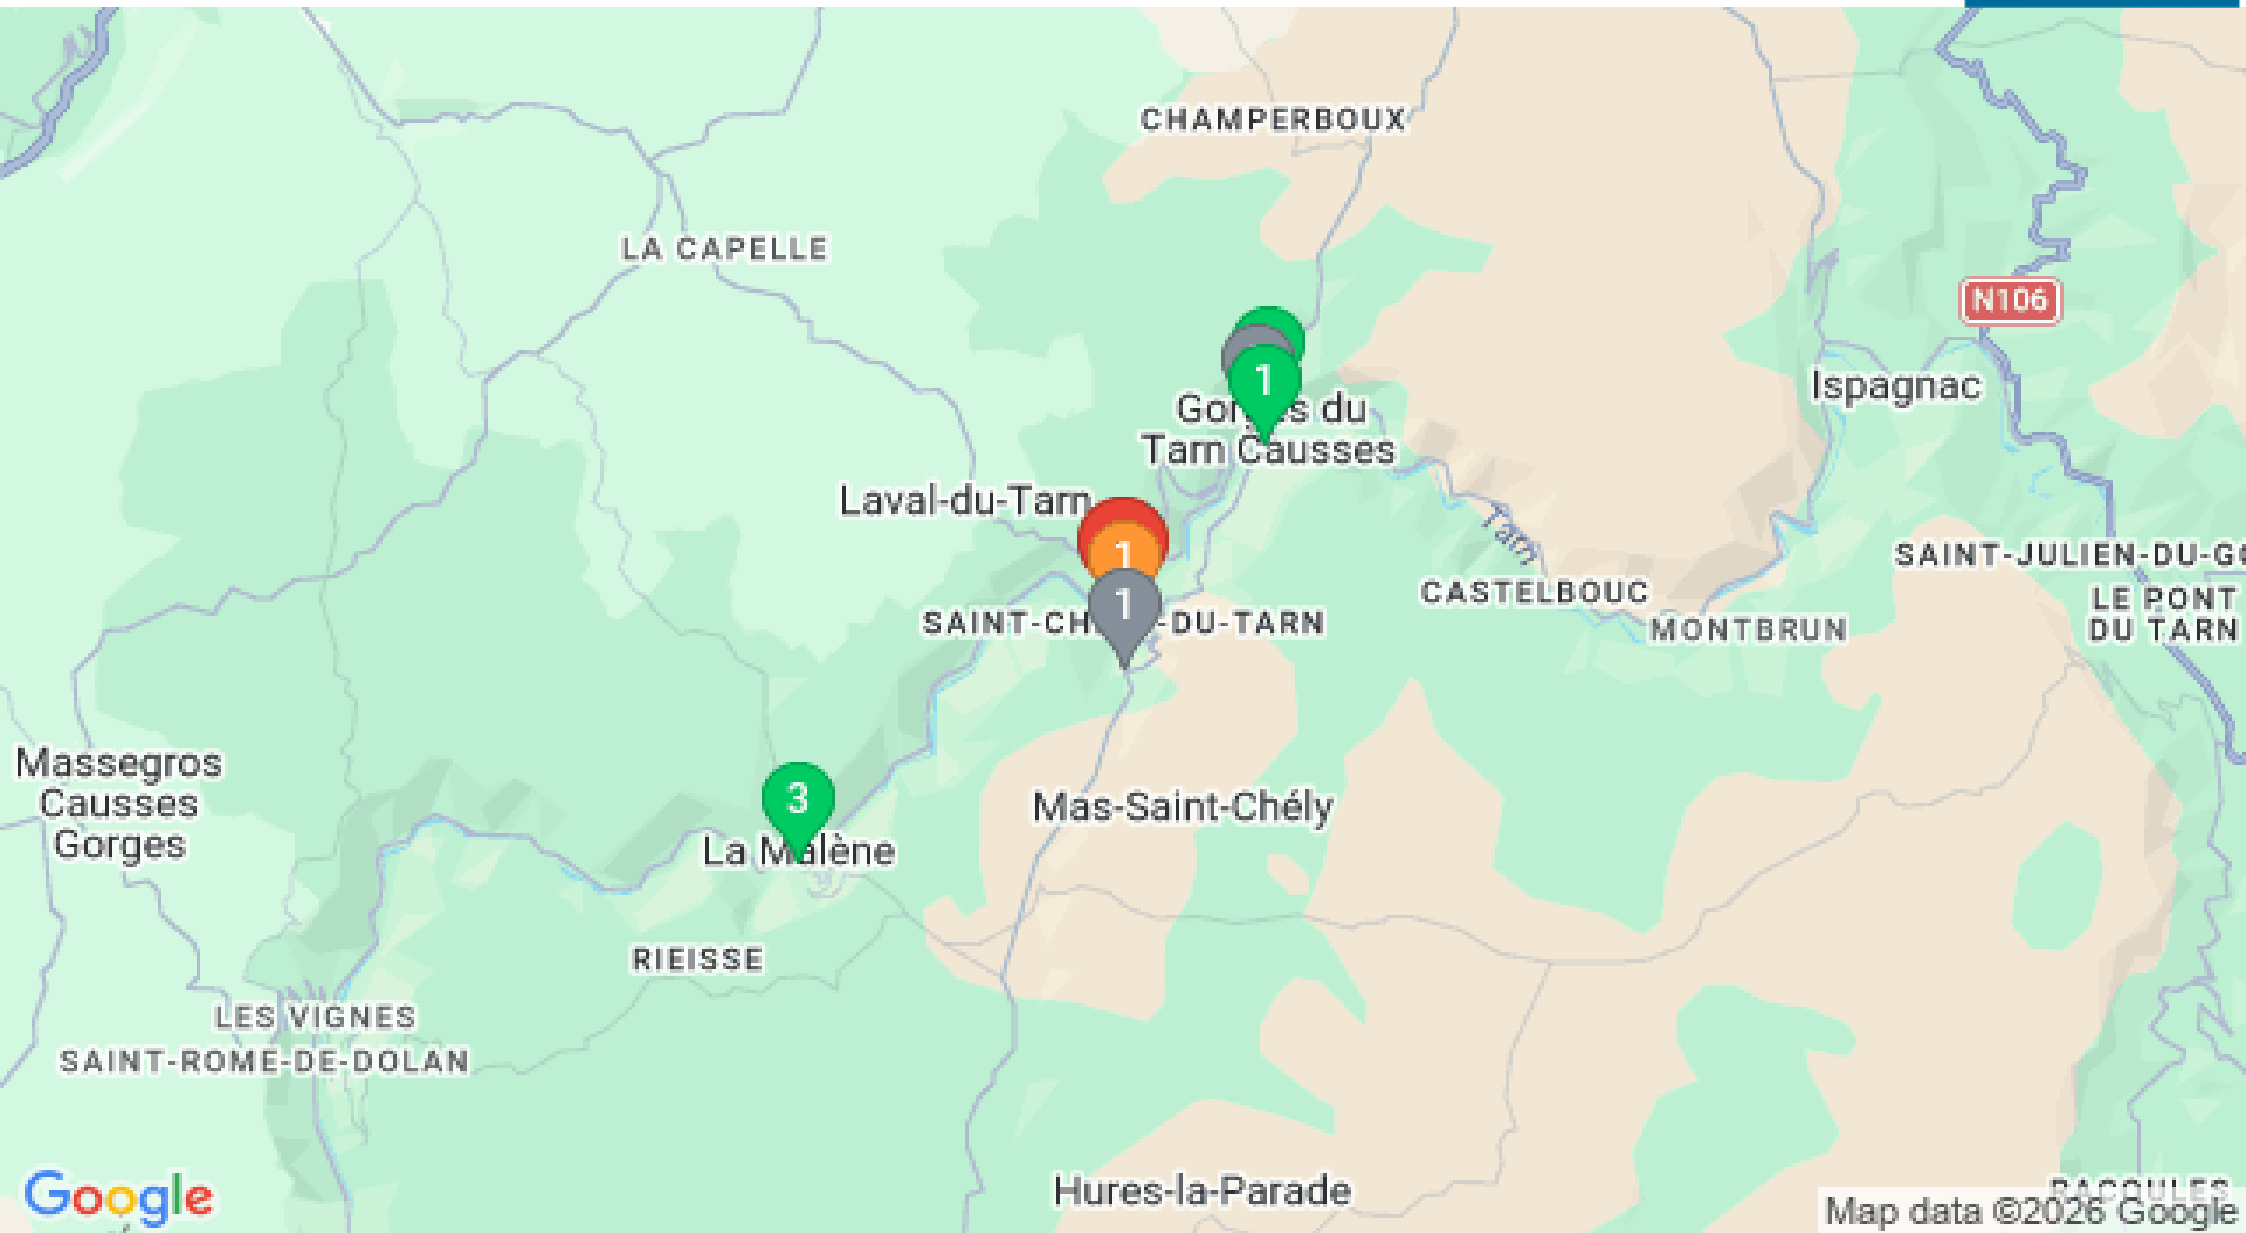 CHAMPERBOUX
LA CAPELLE
N106
1
Ispagnac
Gorges du
Tarn Causses
Laval-du-Tarn
1
Tarn
SAINT-JULIEN-DU-GO
CASTELBOUC
LE PONT
DU TARN
1
SAINT-CH -DU-TARN
MONTBRUN
Massegros
Causses
Gorges
3
Mas-Saint-Chély
La Malène
RIEISSE
LES VIGNES
SAINT-ROME-DE-DOLAN
Hures-la-Parade
RACOULES
Google
Map data ©2026 Google